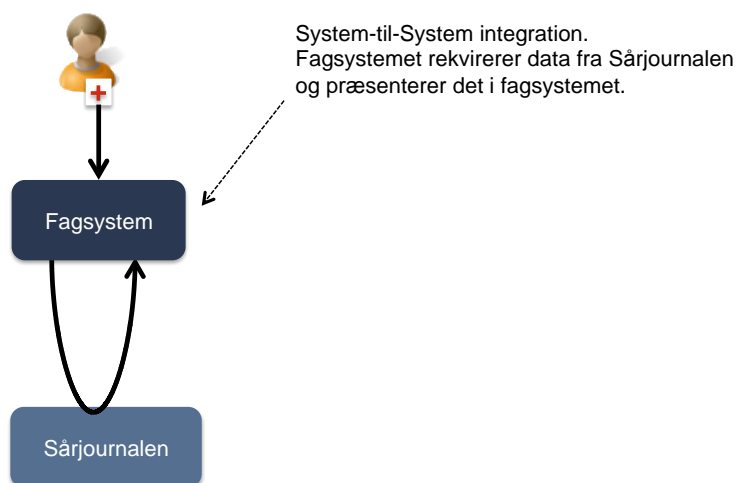 System-til-System integration.
Fagsystemet rekvirerer data fra Sårjournalen
og præsenterer det i fagsystemet.
Fagsystem
Sårjournalen